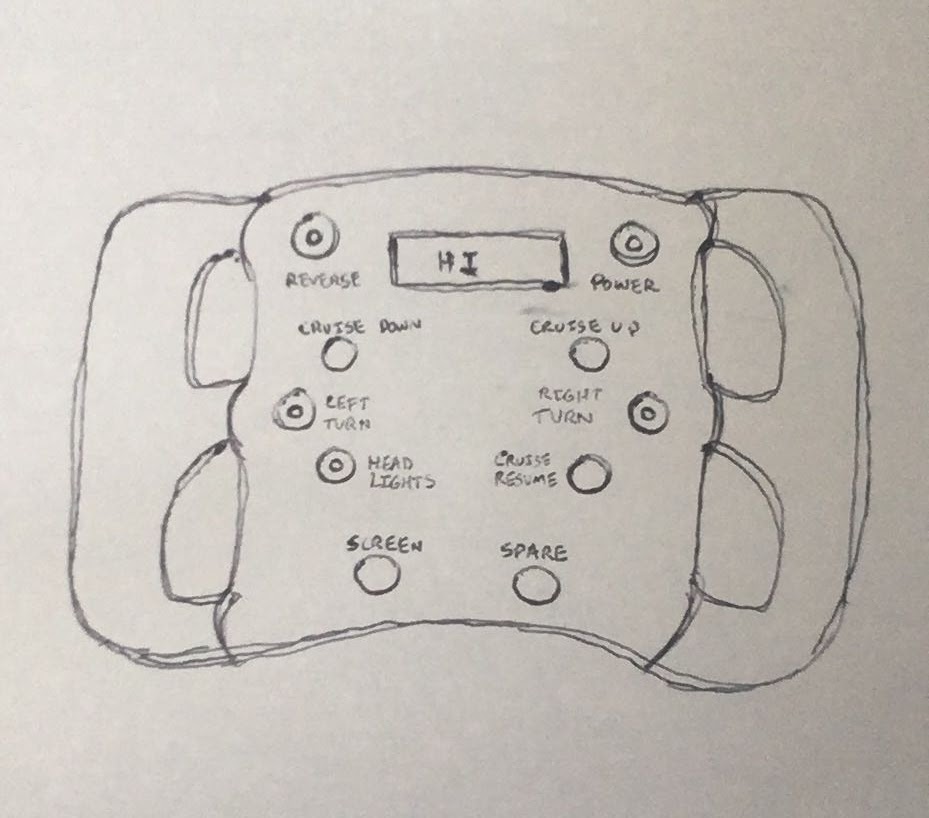 HI
REVERSE
POWER
CRUISE DOWN
CRUISE UP
LEFT
TURN
RIGHT
TURN
HEAD
LIGHTS
CRUISE
RESUME
SCREEN
SPARE